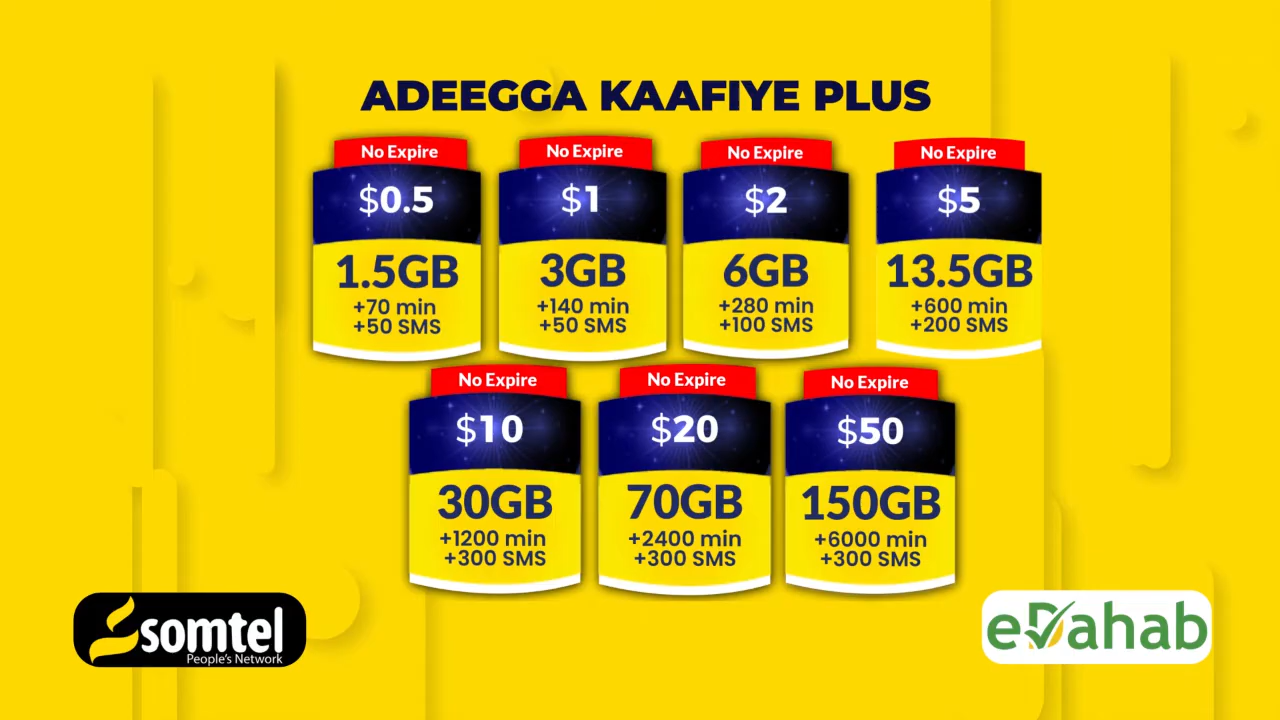 ADEEGGA KAAFIYE PLUS
No Expire
$0.5
1.5GB
+70 min
+50 SMS
No Expire
$1
3GB
+140 min
+50 SMS
No Expire
$2
6GB
+280 min
+100 SMS
No Expire
$5
13.5GB
+600 min
+200 SMS
No Expire
$10
30GB
+1200 min
+300 SMS
No Expire
$20
70GB
+2400 min
+300 SMS
No Expire
$50
150GB
+6000 min
+300 SMS
somtel
People's Network
eDahab